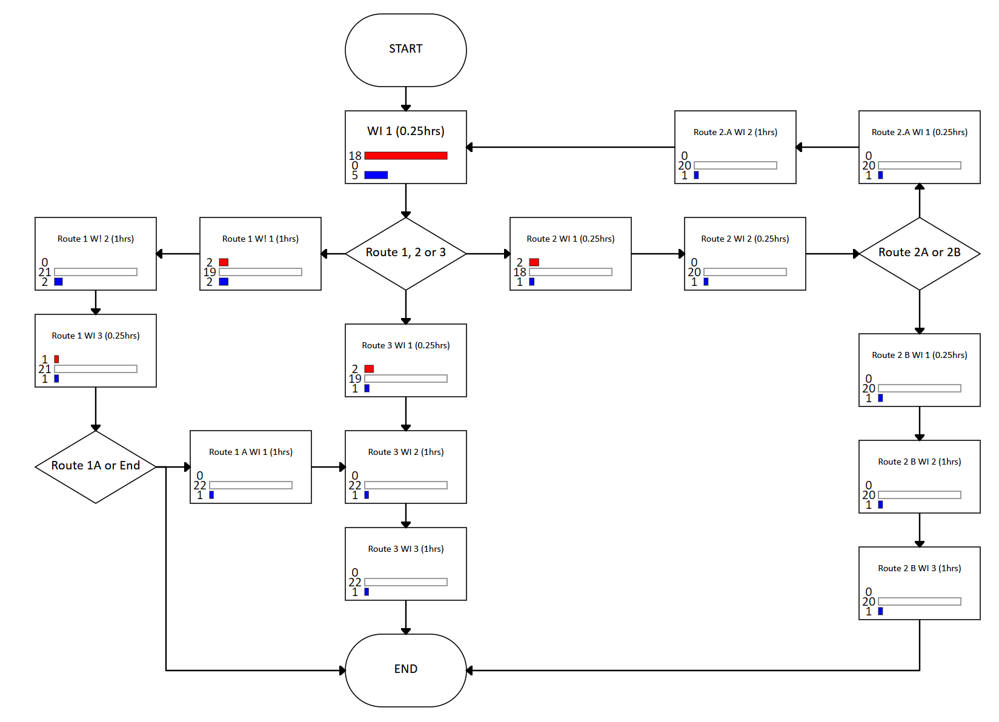 START
WI 1 (0.25hrs)
18
0
5
Route 2.A WI 2 (1hrs)
0
20
1
Route 2.A WI 1 (0.25hrs)
0
20
1
Route 1 W! 2 (1hrs)
0
21
2
Route 1 W! 1 (1hrs)
2
19
2
Route 1, 2 or 3
Route 2 WI 1 (0.25hrs)
2
18
1
Route 2 WI 2 (0.25hrs)
0
20
1
Route 2A or 2B
Route 1 WI 3 (0.25hrs)
1
21
1
Route 3 WI 1 (0.25hrs)
2
19
1
Route 2 B WI 1 (0.25hrs)
0
20
1
Route 1A or End
Route 1 A WI 1 (1hrs)
0
22
1
Route 3 WI 2 (1hrs)
0
22
1
Route 2 B WI 2 (1hrs)
0
20
1
Route 3 WI 3 (1hrs)
0
22
1
Route 2 B WI 3 (1hrs)
0
20
1
END